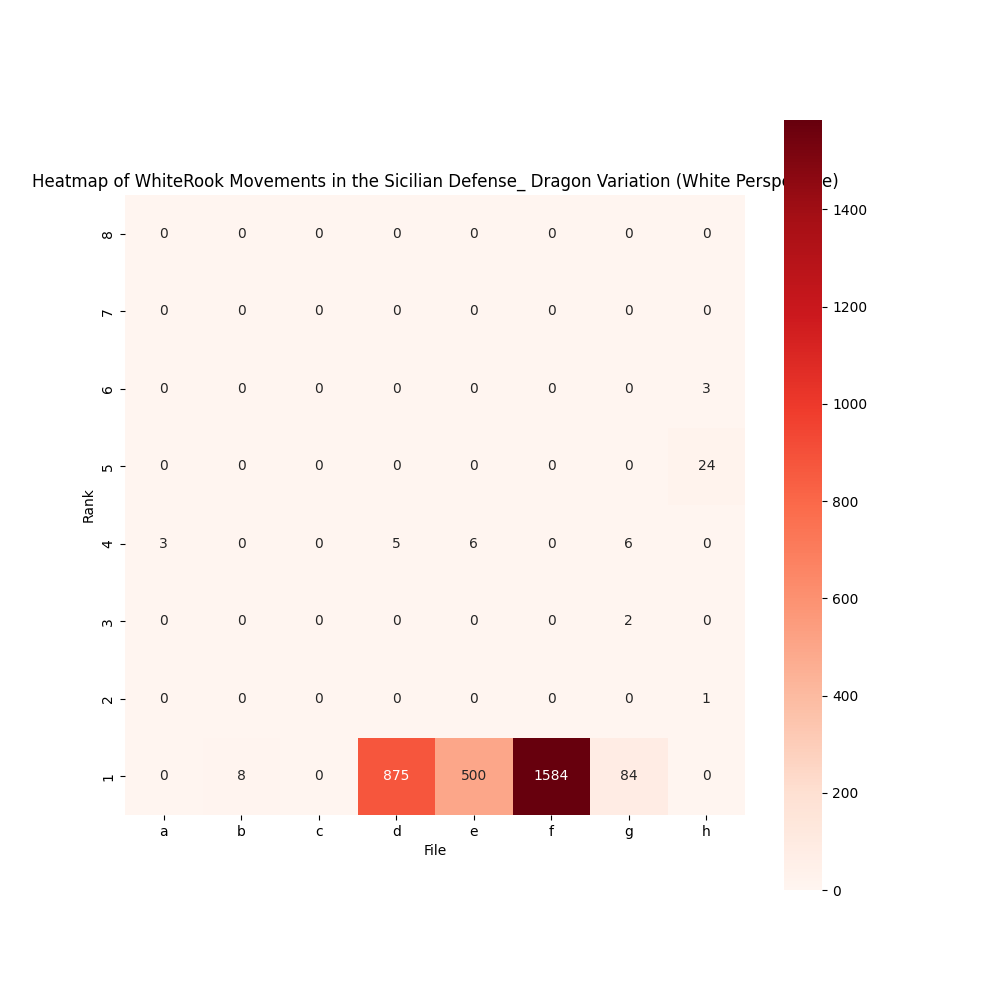 Heatmap of WhiteRook Movements in the Sicilian Defense_ Dragon Variation (White Perspe e)
8 0 0 0 0 0 0 0 0
7 0 0 0 0 0 0 0 0
6 0 0 0 0 0 0 0 3
5 0 0 0 0 0 0 0 24
4 3 0 0 5 6 0 6 0
3 0 0 0 0 0 0 2 0
2 0 0 0 0 0 0 0 1
1 0 8 0 875 500 1584 84 0
a b c d e f g h
File
Rank
1400
1200
1000
800
600
400
200
0